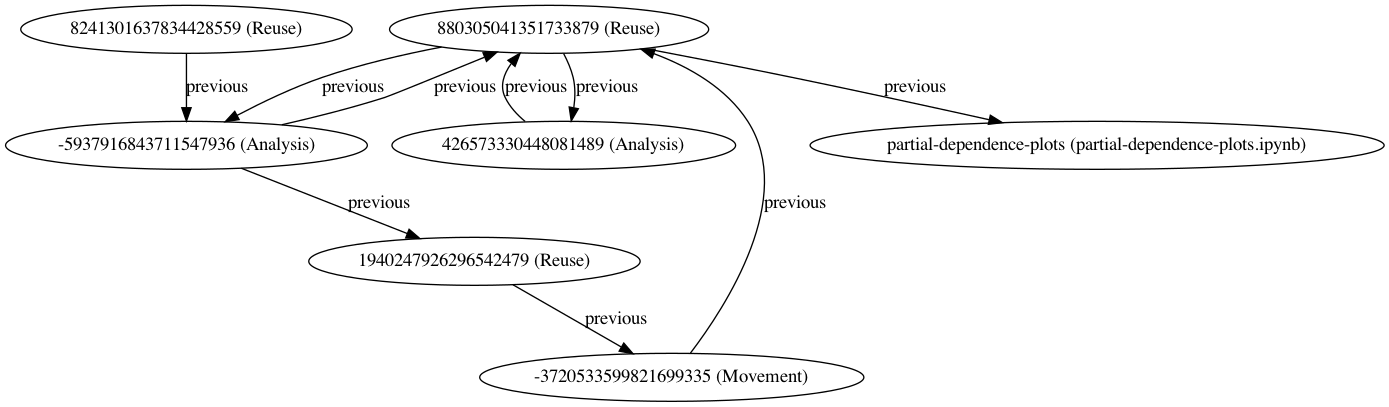 8241301637834428559 (Reuse)
880305041351733879 (Reuse)
previous
previous
previous
previous
previous
previous
-5937916843711547936 (Analysis)
426573330448081489 (Analysis)
partial-dependence-plots (partial-dependence-plots.ipynb)
previous
previous
1940247926296542479 (Reuse)
previous
-3720533599821699335 (Movement)